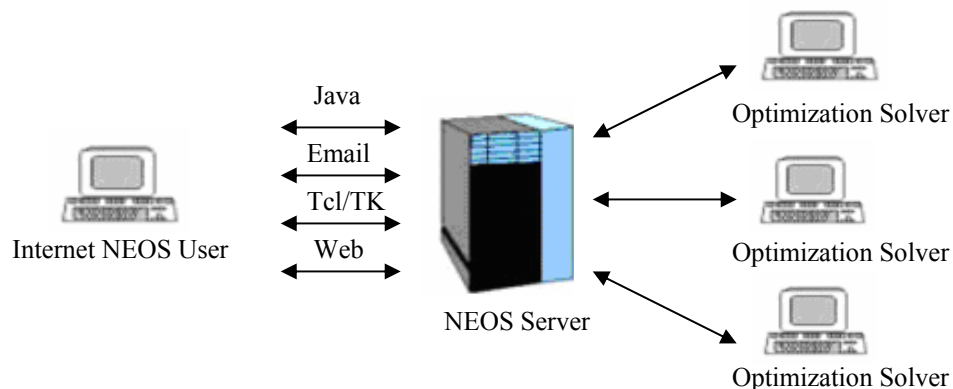 Java
Email
Tcl/TK
Web
Internet NEOS User
NEOS Server
Optimization Solver
Optimization Solver
Optimization Solver